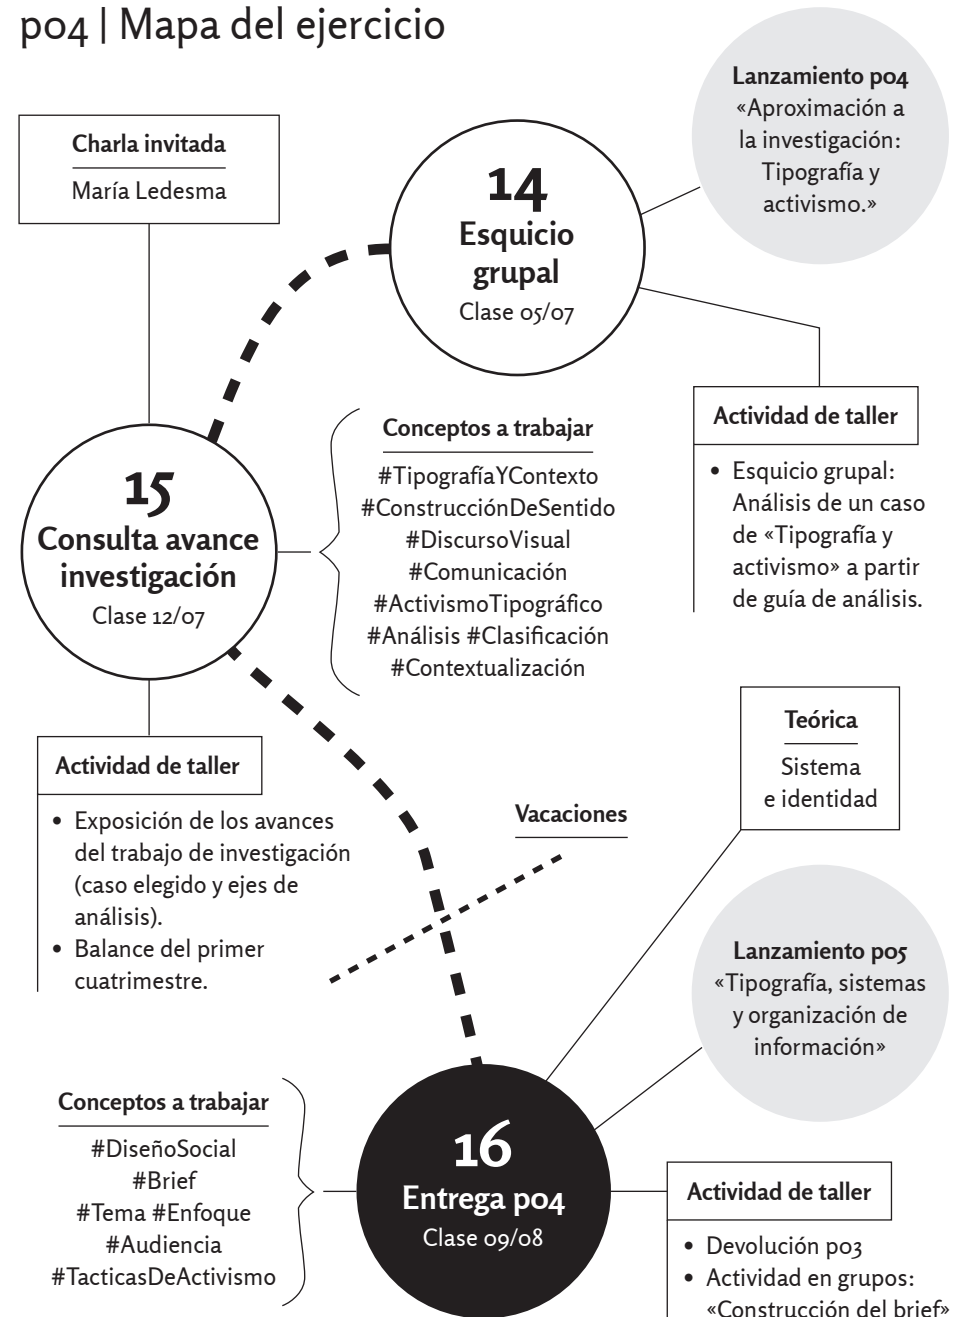 p04 | Mapa del ejercicio
Lanzamiento p04
«Aproximación a
la investigación:
Tipografía y
activismo.»
Charla invitada
María Ledesma
14
Esquicio
grupal
Clase 05/07
Actividad de taller
• Esquicio grupal:
Análisis de un caso
de «Tipografía y
activismo» a partir
de guía de análisis.
15
Consulta avance
investigación
Clase 12/07
Conceptos a trabajar
#TipografíaYContexto
#ConstrucciónDeSentido
#DiscursoVisual
#Comunicación
#ActivismoTipográfico
#Análisis #Clasificación
#Contextualización
Actividad de taller
• Exposición de los avances
del trabajo de investigación
(caso elegido y ejes de
análisis).
• Balance del primer
cuatrimestre.
Vacaciones
Teórica
Sistema
e identidad
Lanzamiento p05
«Tipografía, sistemas
y organización de
información»
Conceptos a trabajar
#DiseñoSocial
#Brief
#Tema #Enfoque
#Audiencia
#TacticasDeActivismo
16
Entrega p04
Clase 09/08
Actividad de taller
• Devolución p03
• Actividad en grupos:
«Construcción del brief»